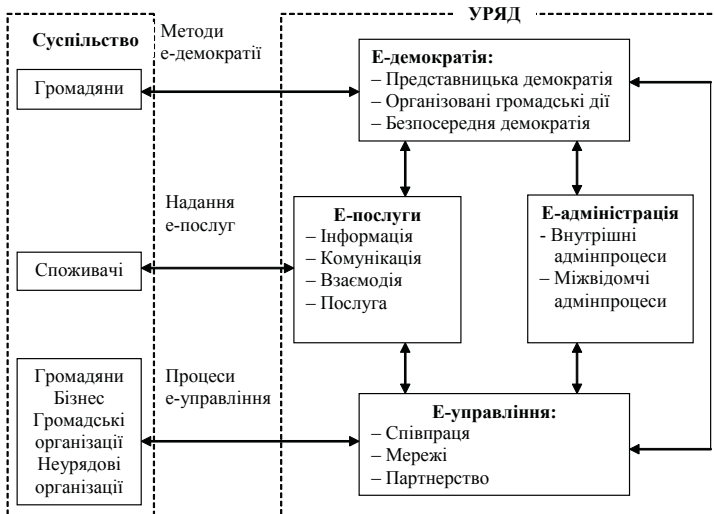 УРЯД
Суспільство
Методи
е-демократії
Громадяни
Е-демократія:
– Представницька демократія
– Організовані громадські дії
– Безпосередня демократія
Надання
е-послуг
Споживачі
Е-послуги
– Інформація
– Комунікація
– Взаємодія
– Послуга
Е-адміністрація
- Внутрішні
адмінпроцеси
– Міжвідомчі
адмінпроцеси
Громадяни
Бізнес
Громадські
організації
Неурядові
організації
Процеси
е-управління
Е-управління:
– Співпраця
– Мережі
– Партнерство